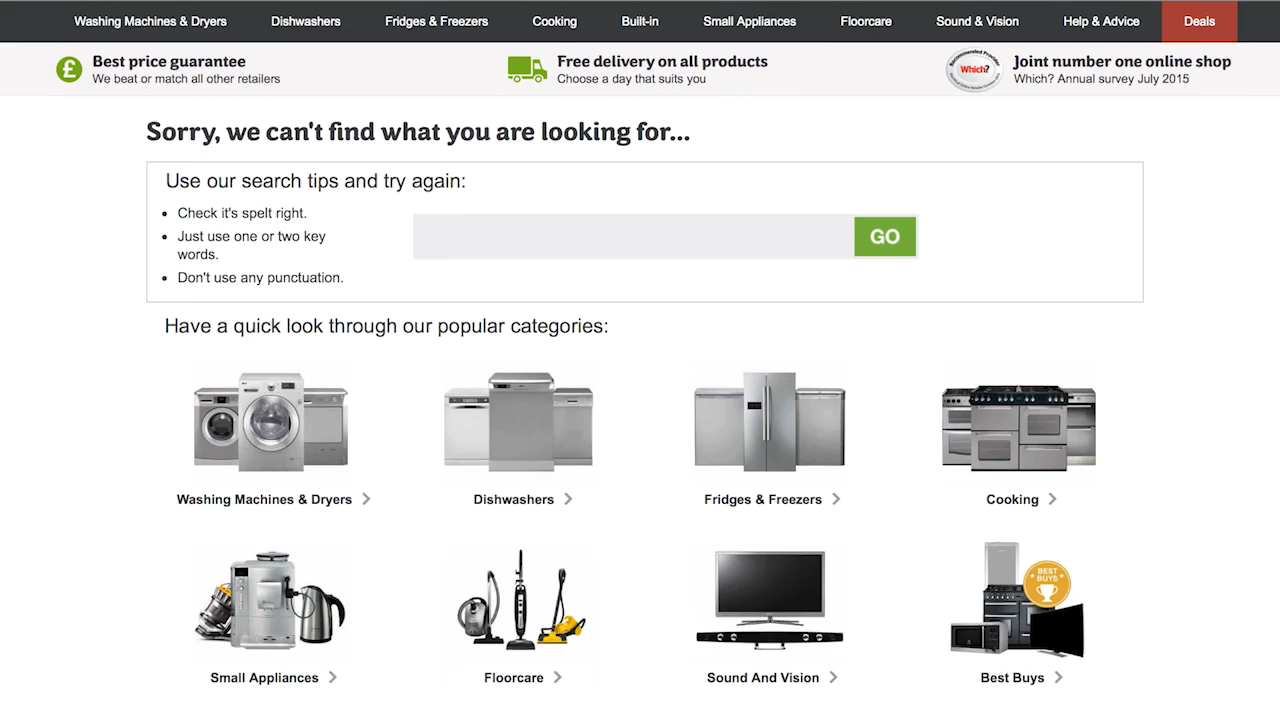 Washing Machines & Dryers Dishwashers Fridges & Freezers Cooking Built-in Small Appliances Floorcare Sound & Vision Help & Advice Deals
£ Best price guarantee
We beat or match all other retailers
Free delivery on all products
Choose a day that suits you
Recommended Provider
Which?
Joint number one online shop
Which? Annual survey July 2015
Sorry, we can't find what you are looking for...
Use our search tips and try again:
• Check it's spelt right.
• Just use one or two key
words.
• Don't use any punctuation.
GO
Have a quick look through our popular categories:
Washing Machines & Dryers
Dishwashers
Fridges & Freezers
Cooking
BEST
BUYS
Small Appliances
Floorcare
Sound And Vision
Best Buys